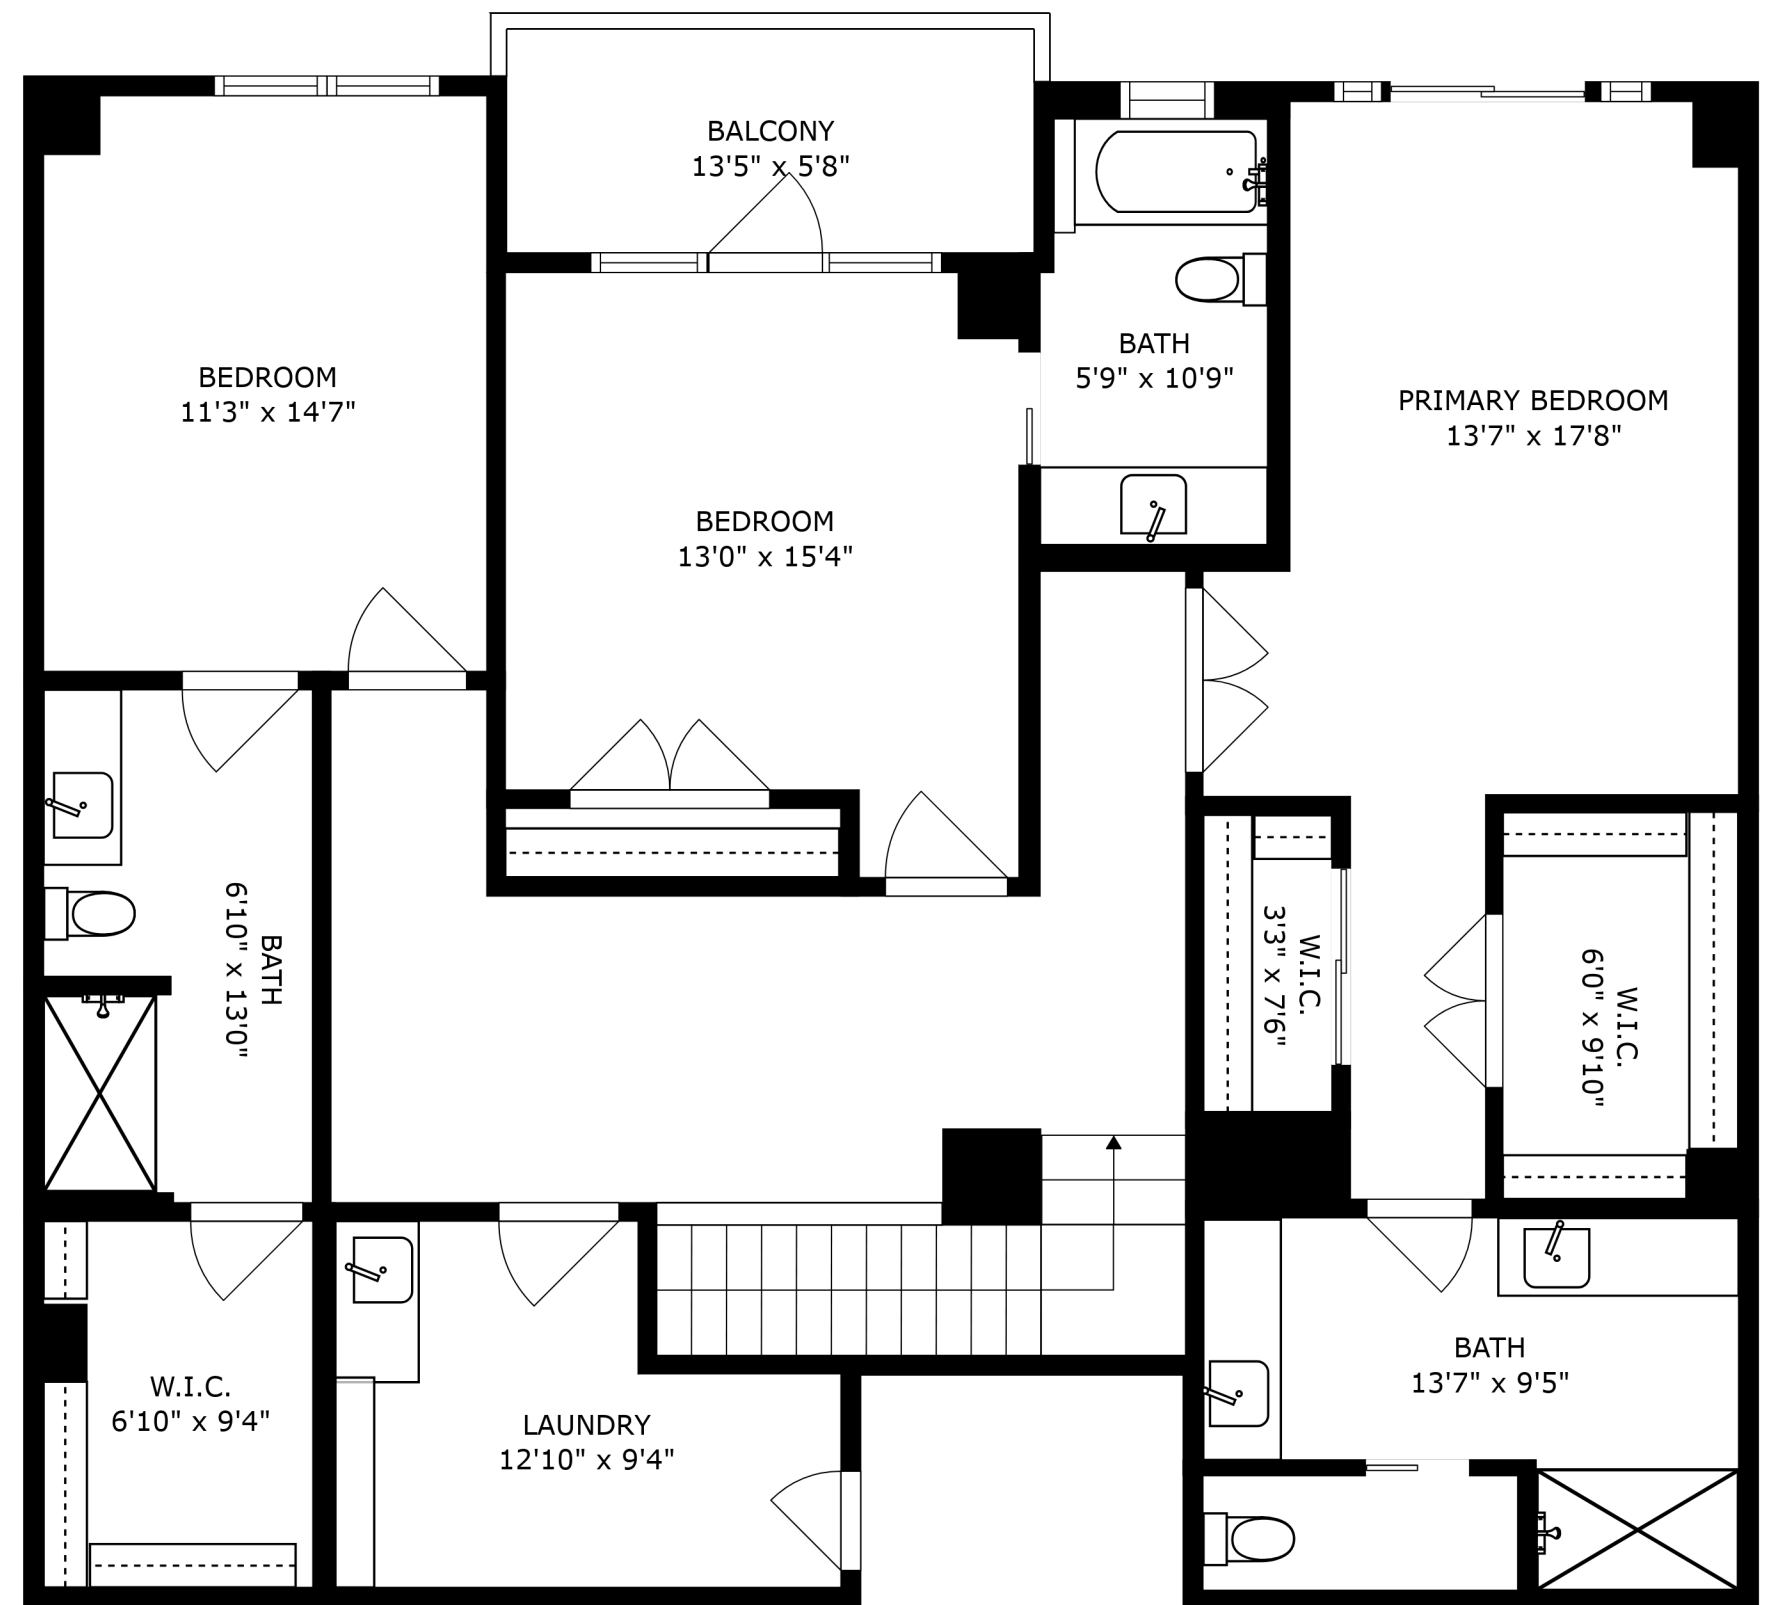 BALCONY
13'5" x 5'8"
BATH
5'9" x 10'9"
BEDROOM
11'3" x 14'7"
PRIMARY BEDROOM
13'7" x 17'8"
BEDROOM
13'0" x 15'4"
BATH
6'10" x 13'0"
W.I.C.
3'3" x 7'6"
W.I.C.
6'0" x 9'10"
BATH
13'7" x 9'5"
W.I.C.
6'10" x 9'4"
LAUNDRY
12'10" x 9'4"